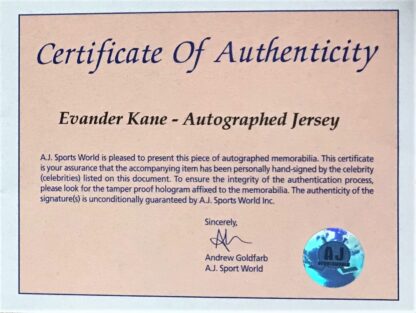 Certificate Of Authenticity
Evander Kane - Autographed Jersey
A.J. Sports World is pleased to present this piece of autographed memorabilia. This certificate
is your assurance that the accompanying item has been personally hand-signed by the celebrity
(celebrities) listed on this document. To ensure the integrity of the authentication process,
please look for the tamper proof hologram affixed to the memorabilia. The authenticity of the
signature(s) is unconditionally guaranteed by A.J. Sports World Inc.
Sincerely,
Andrew Goldfarb
A.J. Sport World
AJ